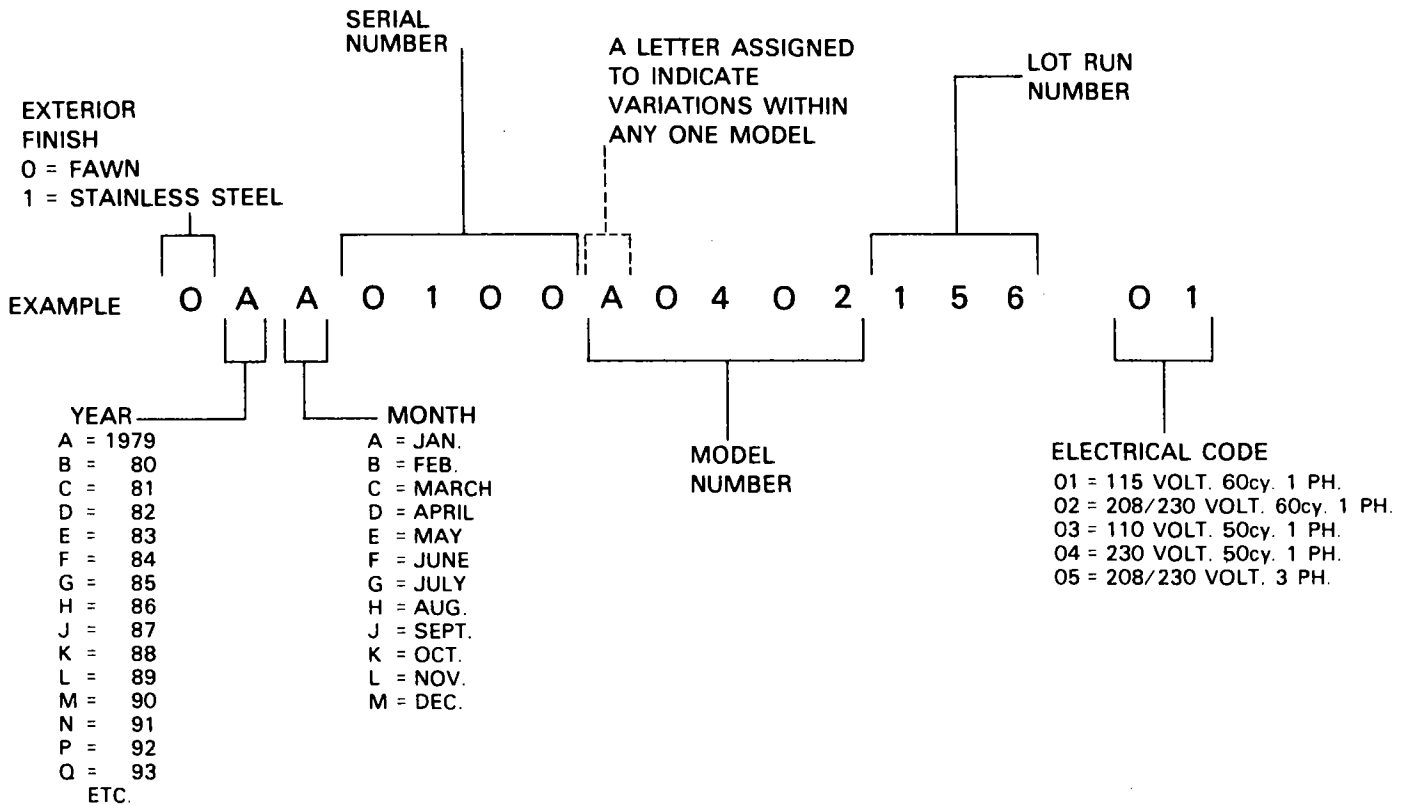 SERIAL
NUMBER
A LETTER ASSIGNED
TO INDICATE
VARIATIONS WITHIN
ANY ONE MODEL
LOT RUN
NUMBER
EXTERIOR
FINISH
0 = FAWN
1 = STAINLESS STEEL
EXAMPLE 0 A A 0 1 0 0 A 0 4 0 2 1 5 6 0 1
YEAR
A = 1979
B = 80
C = 81
D = 82
E = 83
F = 84
G = 85
H = 86
J = 87
K = 88
L = 89
M = 90
N = 91
P = 92
Q = 93
ETC.
MONTH
A = JAN.
B = FEB.
C = MARCH
D = APRIL
E = MAY
F = JUNE
G = JULY
H = AUG.
J = SEPT.
K = OCT.
L = NOV.
M = DEC.
MODEL
NUMBER
ELECTRICAL CODE
01 = 115 VOLT. 60cy. 1 PH.
02 = 208/230 VOLT. 60cy. 1 PH.
03 = 110 VOLT. 50cy. 1 PH.
04 = 230 VOLT. 50cy. 1 PH.
05 = 208/230 VOLT. 3 PH.